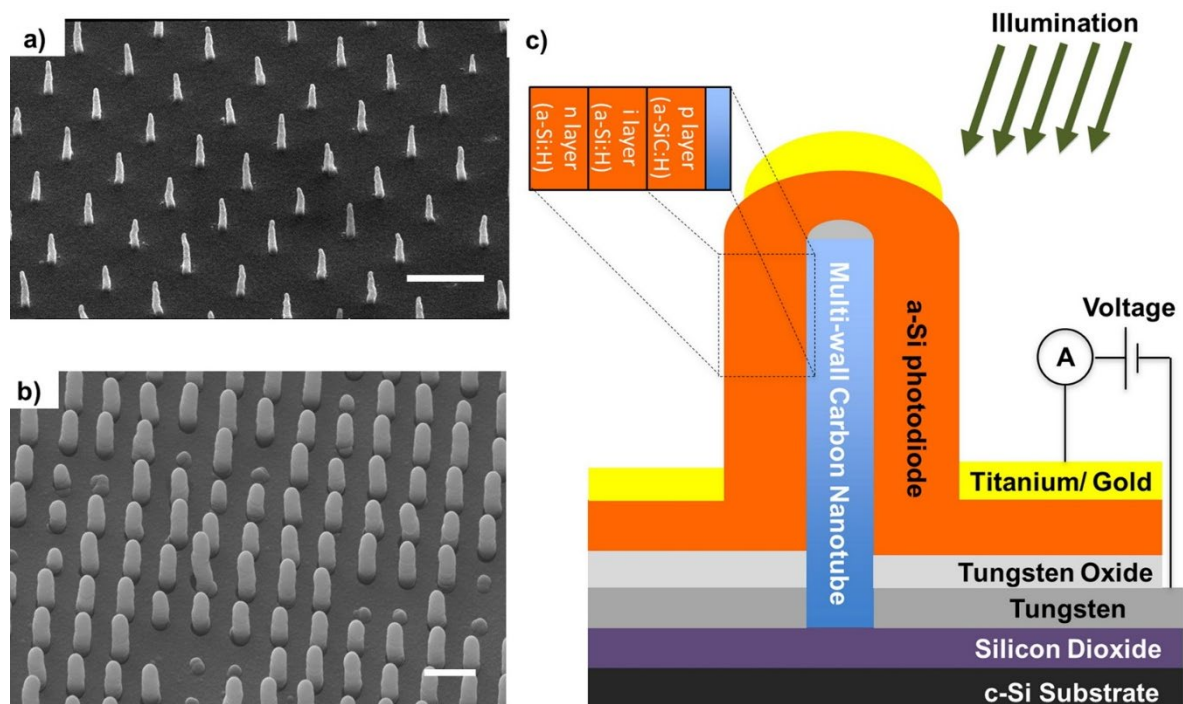 a)
b)
c)
Illumination
n layer
(a-Si:H)
i layer
(a-Si:H)
p layer
(a-SiC:H)
Multi-wall Carbon Nanotube
a-Si photodiode
Voltage
A
Titanium/ Gold
Tungsten Oxide
Tungsten
Silicon Dioxide
c-Si Substrate